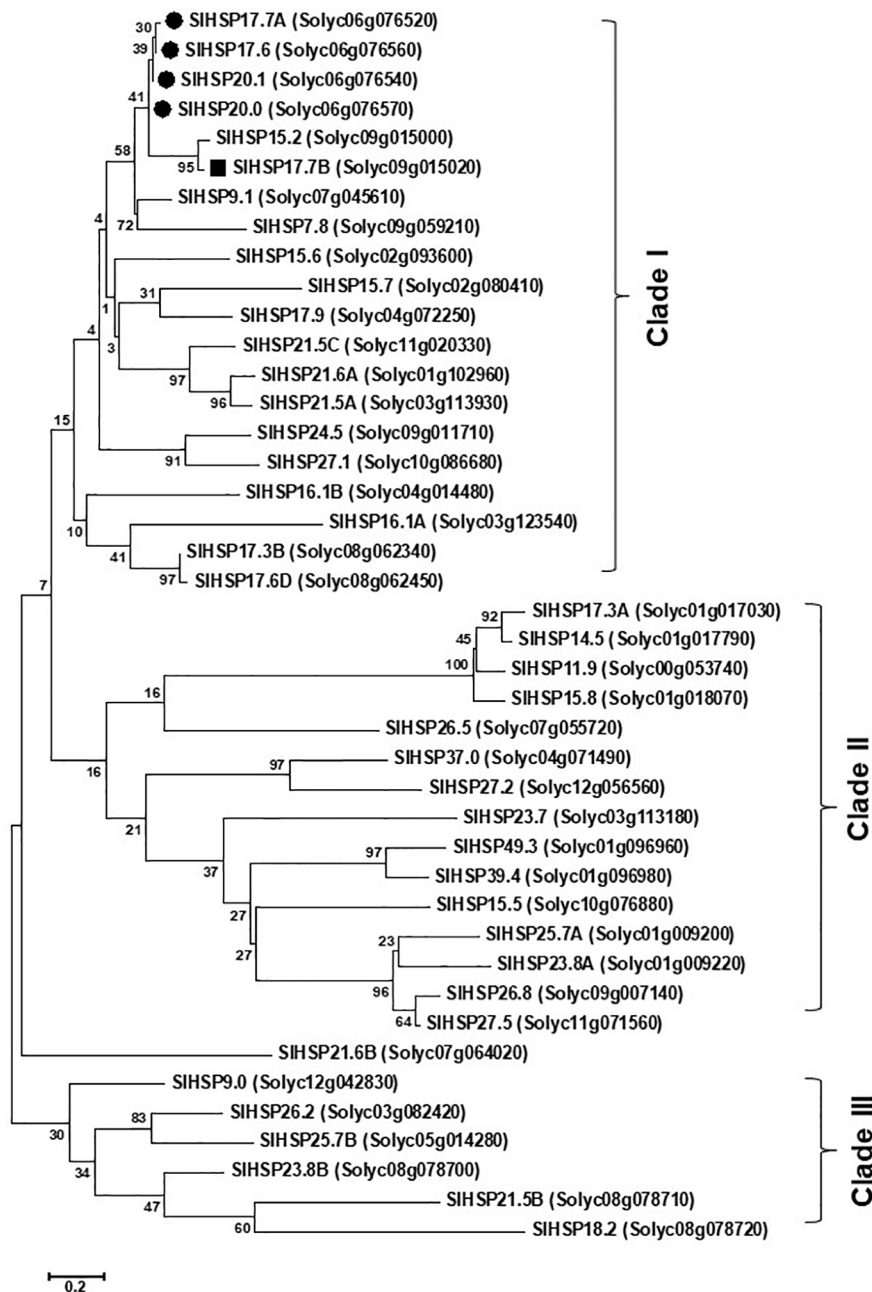 SlHSP17.7A (Solyc06g076520)
30
SlHSP17.6 (Solyc06g076560)
39
SlHSP20.1 (Solyc06g076540)
SlHSP20.0 (Solyc06g076570)
41
SlHSP15.2 (Solyc09g015000)
58
SlHSP17.7B (Solyc09g015020)
95
SlHSP9.1 (Solyc07g045610)
72
SlHSP7.8 (Solyc09g059210)
4
SlHSP15.6 (Solyc02g093600)
SlHSP15.7 (Solyc02g080410)
31
1
SlHSP17.9 (Solyc04g072250)
4
3
SlHSP21.5C (Solyc11g020330)
97
SlHSP21.6A (Solyc01g102960)
96
SlHSP21.5A (Solyc03g113930)
15
SlHSP24.5 (Solyc09g011710)
91
SlHSP27.1 (Solyc10g086680)
SlHSP16.1B (Solyc04g014480)
10
SlHSP16.1A (Solyc03g123540)
41
SlHSP17.3B (Solyc08g062340)
97
SlHSP17.6D (Solyc08g062450)
Clade I
7
SlHSP17.3A (Solyc01g017030)
92
SlHSP14.5 (Solyc01g017790)
45
100
SlHSP11.9 (Solyc00g053740)
SlHSP15.8 (Solyc01g018070)
16
SlHSP26.5 (Solyc07g055720)
16
SlHSP37.0 (Solyc04g071490)
97
SlHSP27.2 (Solyc12g056560)
21
SlHSP23.7 (Solyc03g113180)
37
SlHSP49.3 (Solyc01g096960)
97
SlHSP39.4 (Solyc01g096980)
27
SlHSP15.5 (Solyc10g076880)
27
SlHSP25.7A (Solyc01g009200)
23
SlHSP23.8A (Solyc01g009220)
96
SlHSP26.8 (Solyc09g007140)
64
SlHSP27.5 (Solyc11g071560)
Clade II
SlHSP21.6B (Solyc07g064020)
SlHSP9.0 (Solyc12g042830)
30
SlHSP26.2 (Solyc03g082420)
83
SlHSP25.7B (Solyc05g014280)
34
SlHSP23.8B (Solyc08g078700)
47
SlHSP21.5B (Solyc08g078710)
60
SlHSP18.2 (Solyc08g078720)
Clade III
0.2